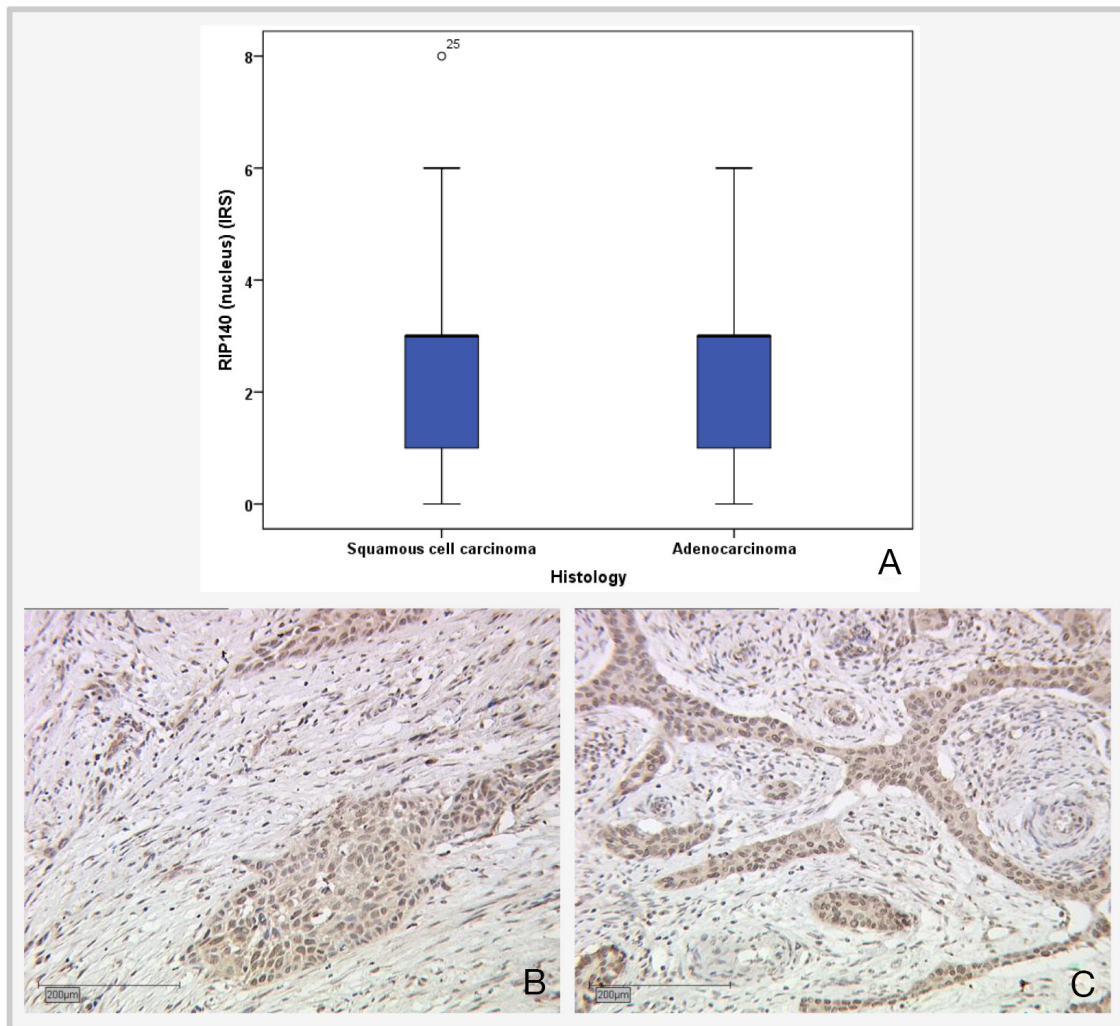 25
8
6
4
2
0
RIP140 (nucleus) (IRS)
Squamous cell carcinoma
Adenocarcinoma
Histology
A
200µm
B
200µm
C